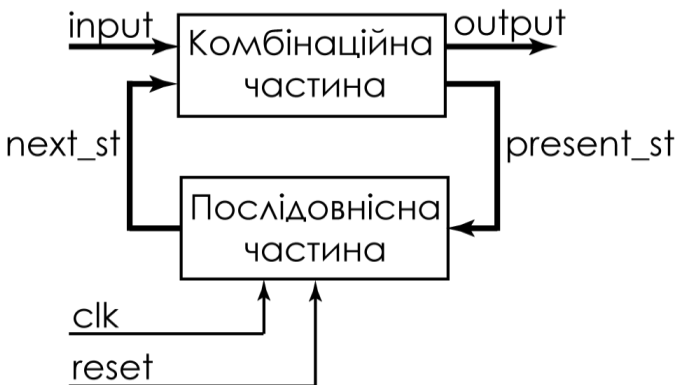 input
Комбінаційна
частина
output
next_st
present_st
Послідовнісна
частина
clk
reset